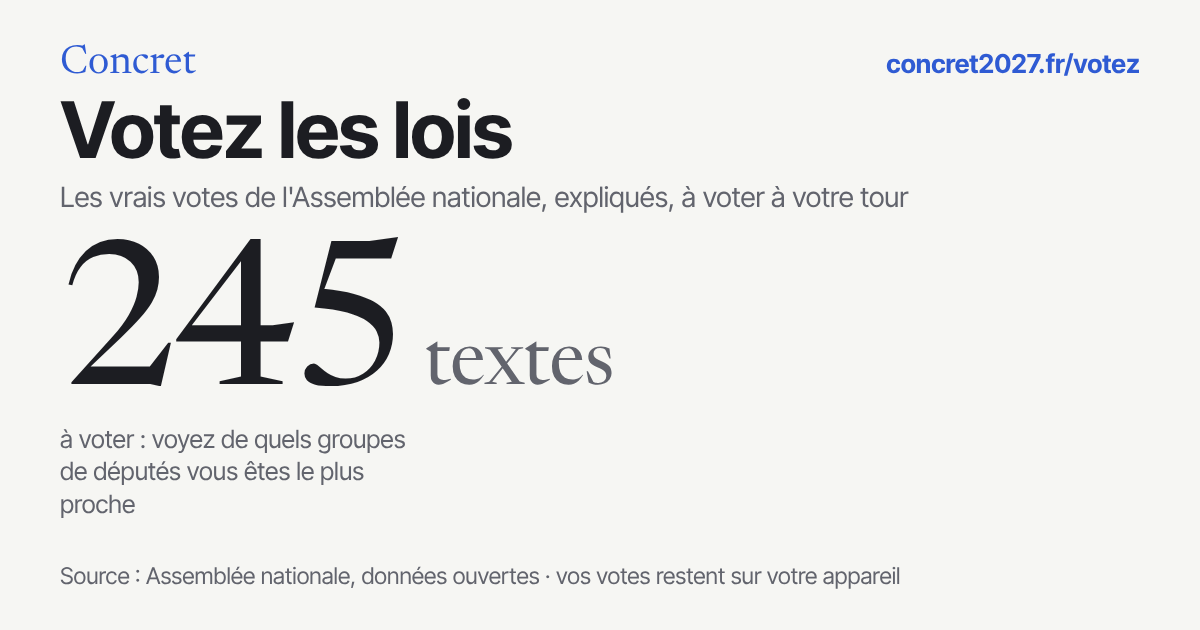 Concret
concret2027.fr/votez
Votez les lois
Les vrais votes de l'Assemblée nationale, expliqués, à voter à votre tour
245 textes
à voter : voyez de quels groupes
de députés vous êtes le plus
proche
Source : Assemblée nationale, données ouvertes · vos votes restent sur votre appareil